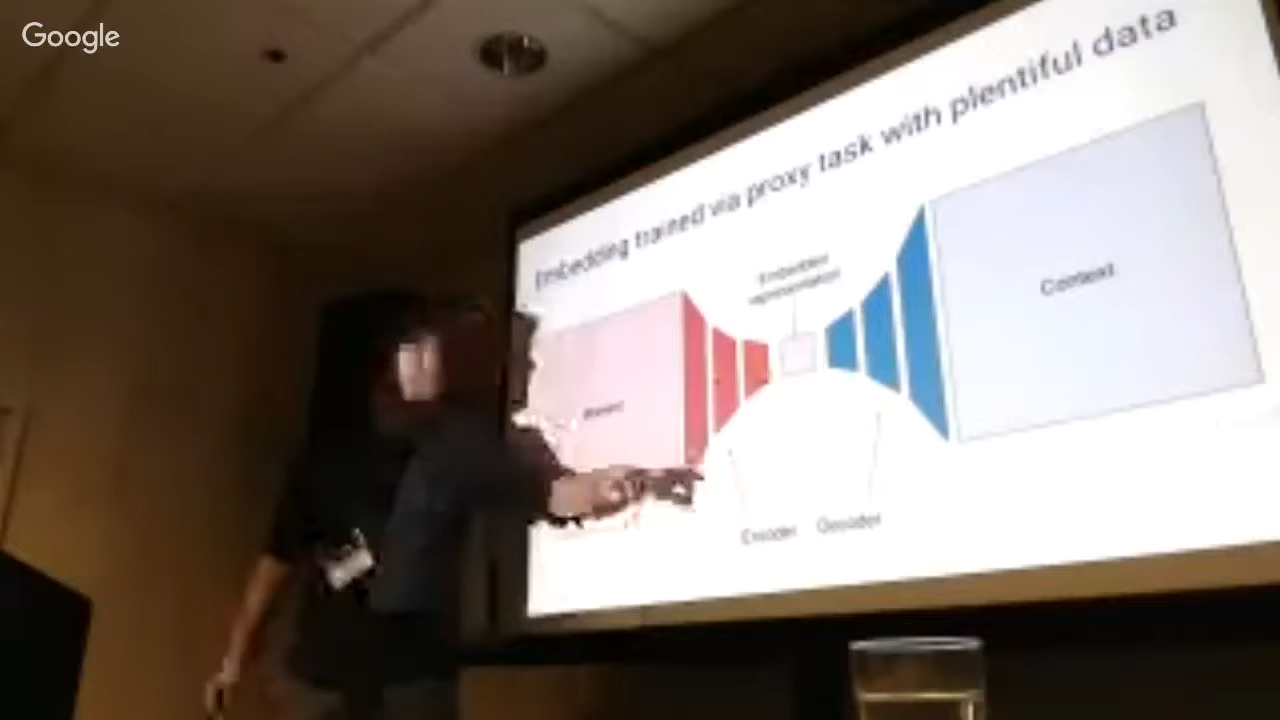 Google
Embedding trained via proxy task with plentiful data
Embedded
representation
Context
Encoder Decoder